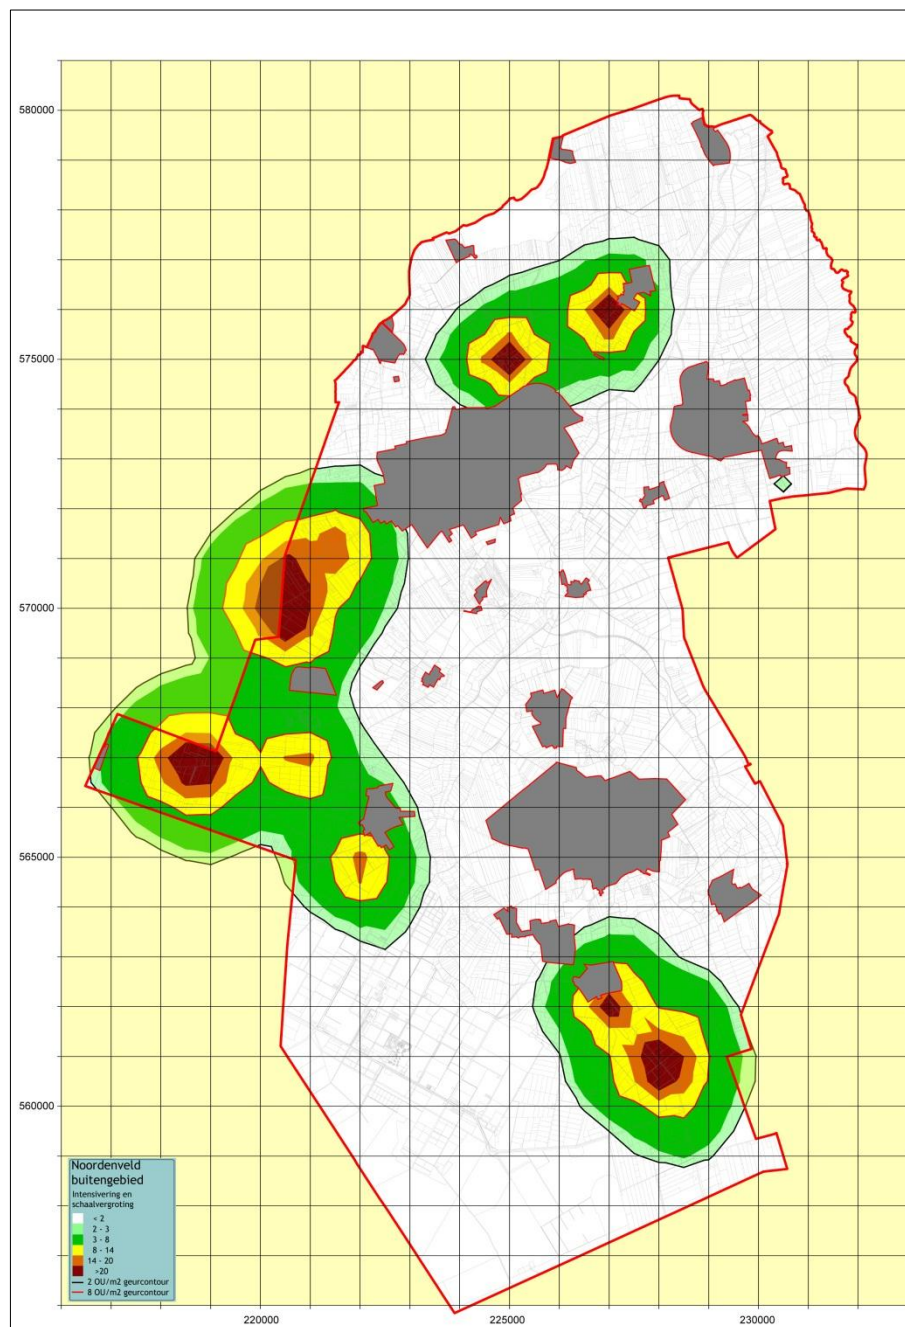 580000
575000
570000
565000
560000
Noordenveld
buitengebied
Intensivering en
schaalvergroting
< 2
2 - 3
3 - 8
8 - 14
14 - 20
>20
2 OU/m2 geurcontour
8 OU/m2 geurcontour
220000
225000
230000